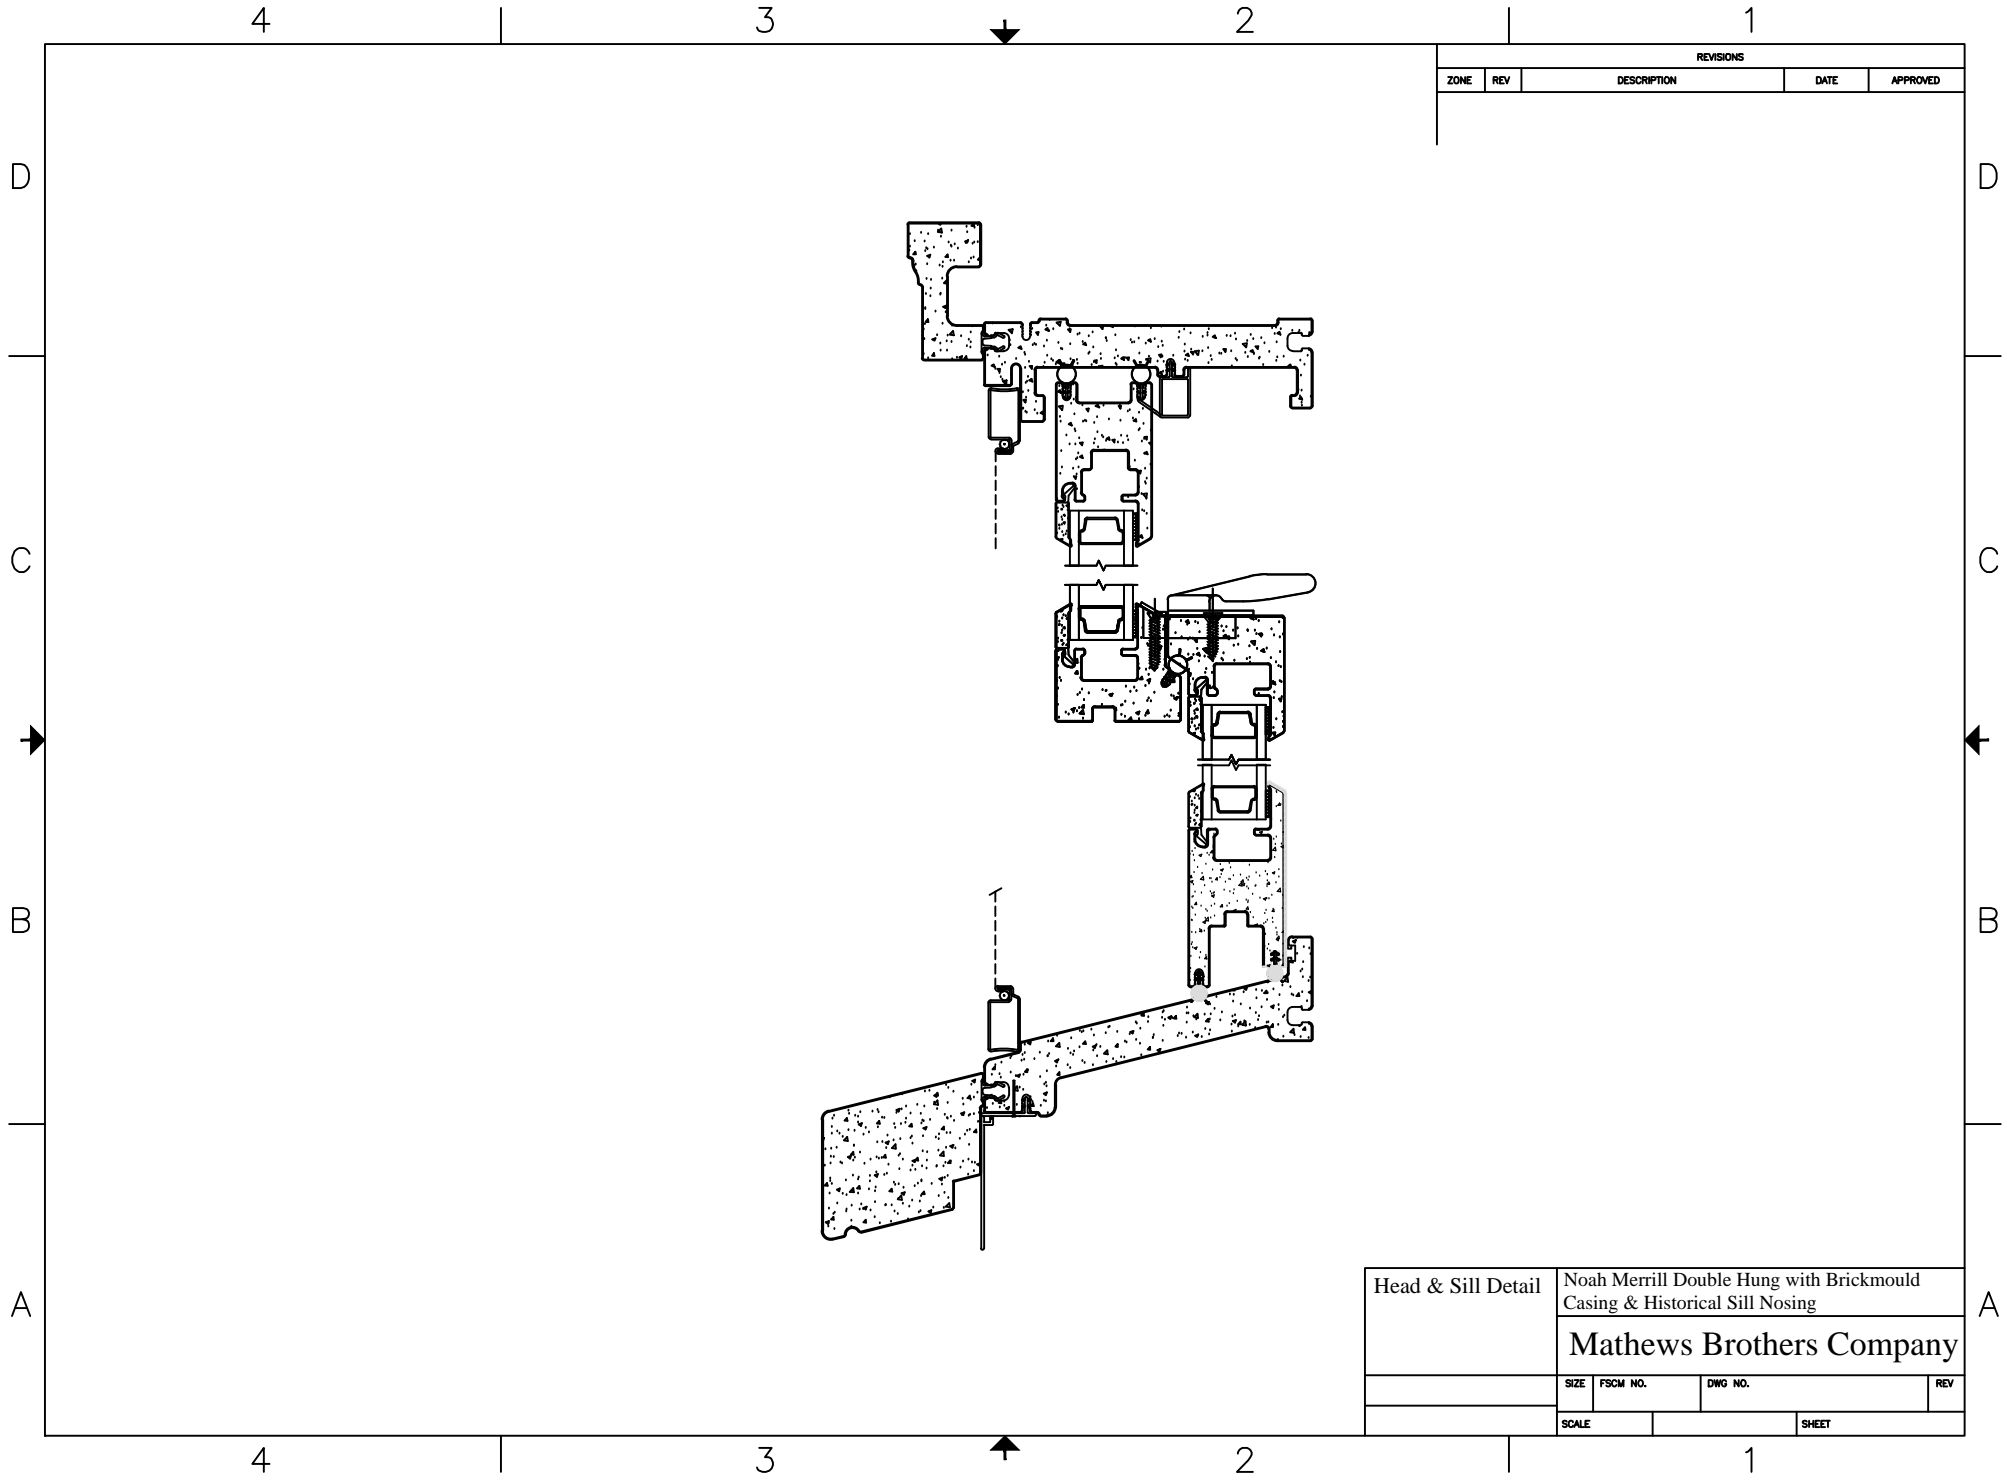 4 3 2 1
REVISIONS
ZONE REV DESCRIPTION DATE APPROVED
D D
C C
B B
A A
Head & Sill Detail
Noah Merrill Double Hung with Brickmould
Casing & Historical Sill Nosing
Mathews Brothers Company
SIZE FSCM NO. DWG NO. REV
SCALE SHEET
4 3 2 1